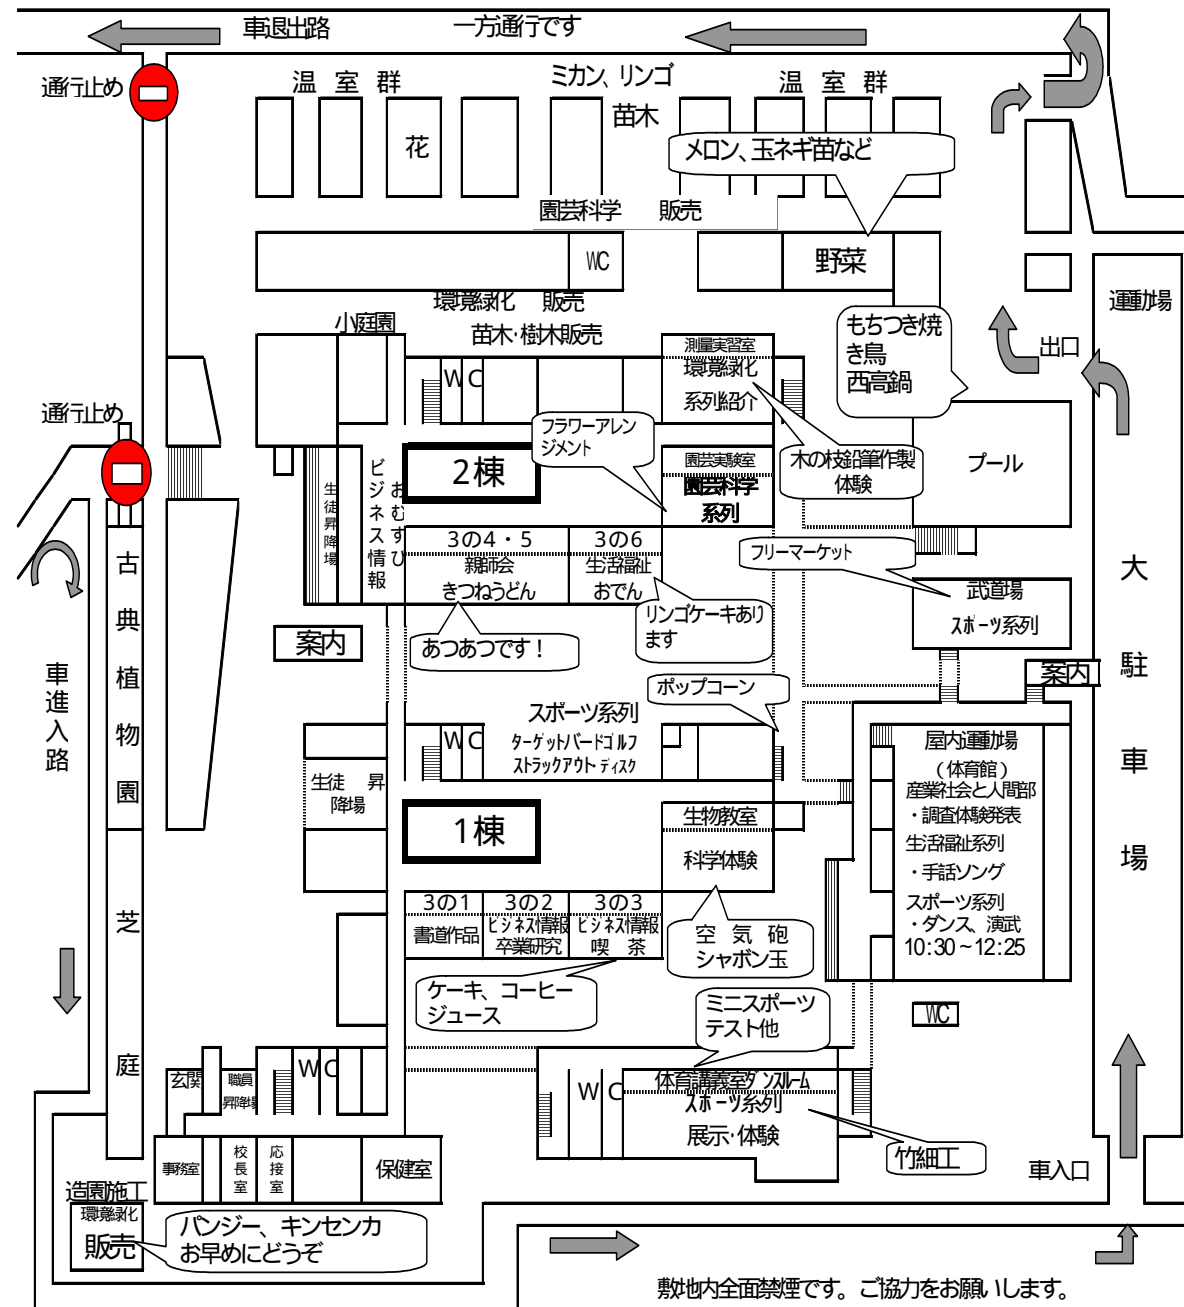 車退出路
一方通行です
通行止め
温室群
ミカン、リンゴ
苗木
温室群
花
メロン、玉ネギ苗など
園芸科学 販売
WC
野菜
環境緑化 販売
苗木・樹木販売
小庭園
運動場
もちつき焼
き鳥
西高鍋
出口
測量実習室
環境緑化
系列紹介
WC
通行止め
フラワーアレン
ジメント
2棟
園芸実験室
園芸科学
系列
木の枝鉛筆作製
体験
プール
生徒昇降場
ビジネス情報
おむすび
3の4・5
親師会
きつねうどん
3の6
生活福祉
おでん
フリーマーケット
武道場
スポーツ系列
古典植物園
大駐車場
案内
あつあつです!
リンゴケーキあり
ます
案内
車進入路
ポップコーン
スポーツ系列
ターゲットバードゴルフ
ストラックアウト ディスク
WC
生徒 昇
降場
屋内運動場
(体育館)
産業社会と人間部
・調査体験発表
生活福祉系列
・手話ソング
スポーツ系列
・ダンス、演武
10:30~12:25
1棟
生物教室
科学体験
芝庭
3の1
書道作品
3の2
ビジネス情報
卒業研究
3の3
ビジネス情報
喫 茶
空気砲
シャボン玉
ケーキ、コーヒー
ジュース
ミニスポーツ
テスト他
WC
玄関
職員
昇降場
WC
WC
体育講義室ダンスルーム
スポーツ系列
展示・体験
竹細工
事務室
校長室
応接室
保健室
車入口
造園施工
環境緑化
販売
パンジー、キンセンカ
お早めにどうぞ
敷地内全面禁煙です。ご協力をお願いします。